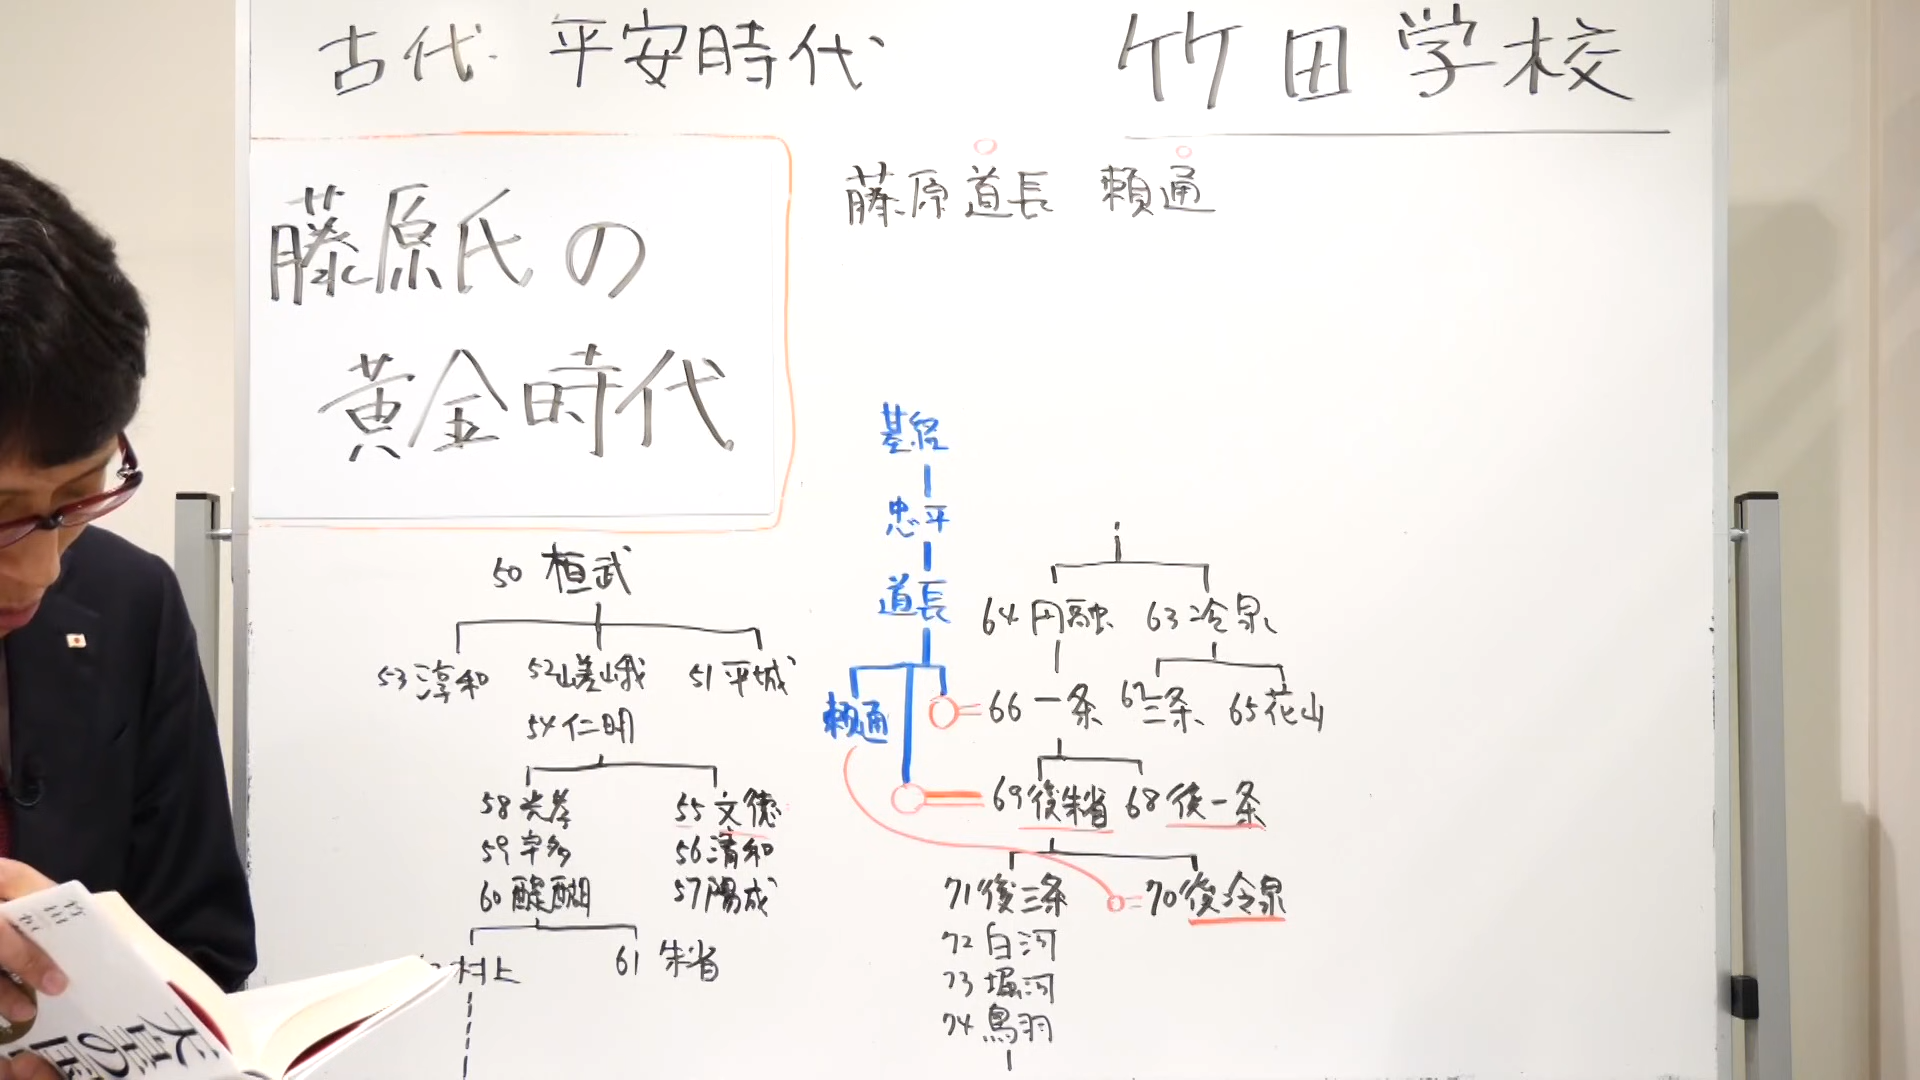 古代 平安時代
竹田学校
藤原氏の
黄金時代
藤原道長 頼通
基経
忠平
道長
頼通
50 桓武
53 淳和 52 嵯峨 51 平城
54 仁明
58 光孝 55 文徳
59 宇多 56 清和
60 醍醐 57 陽成
村上 61 朱雀
64 円融 63 冷泉
66 一条 67 三条 65 花山
69 後朱雀 68 後一条
71 後三条 70 後冷泉
72 白河
73 堀河
74 鳥羽
天皇の国